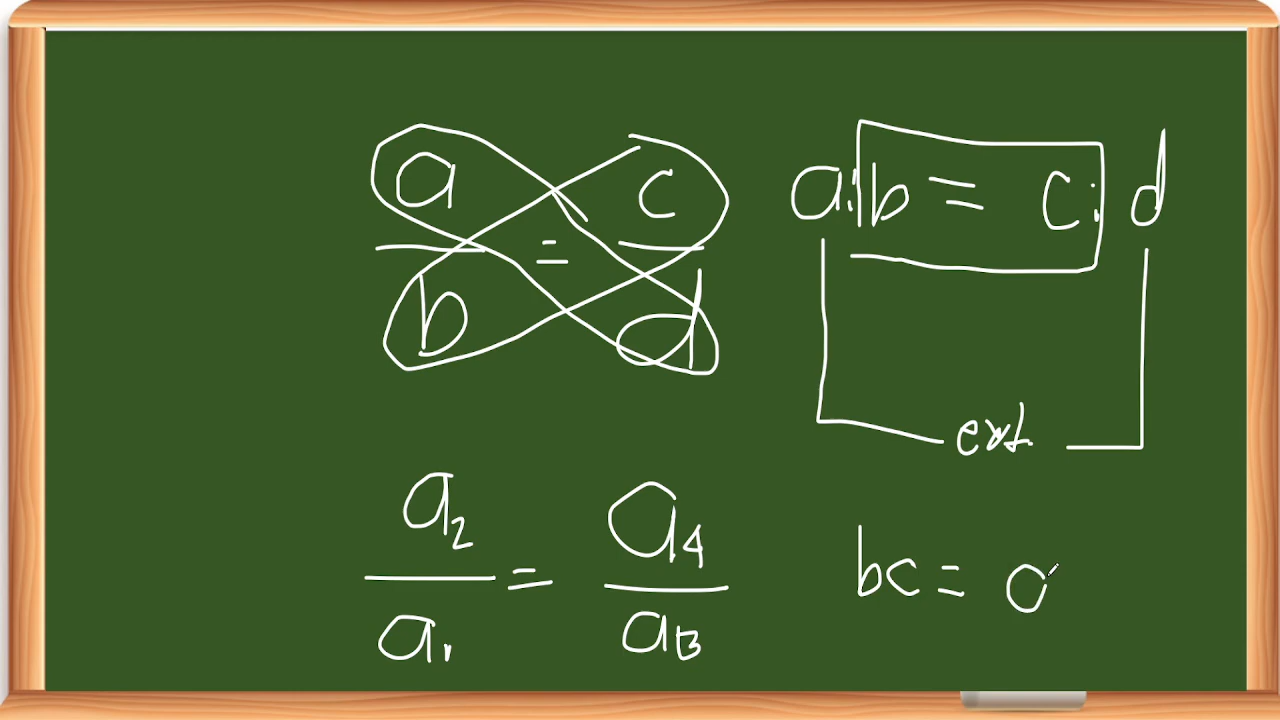 a/b = c/d
a:b = c:d
ext.
a₂/a₁ = a₄/a₃
bc =